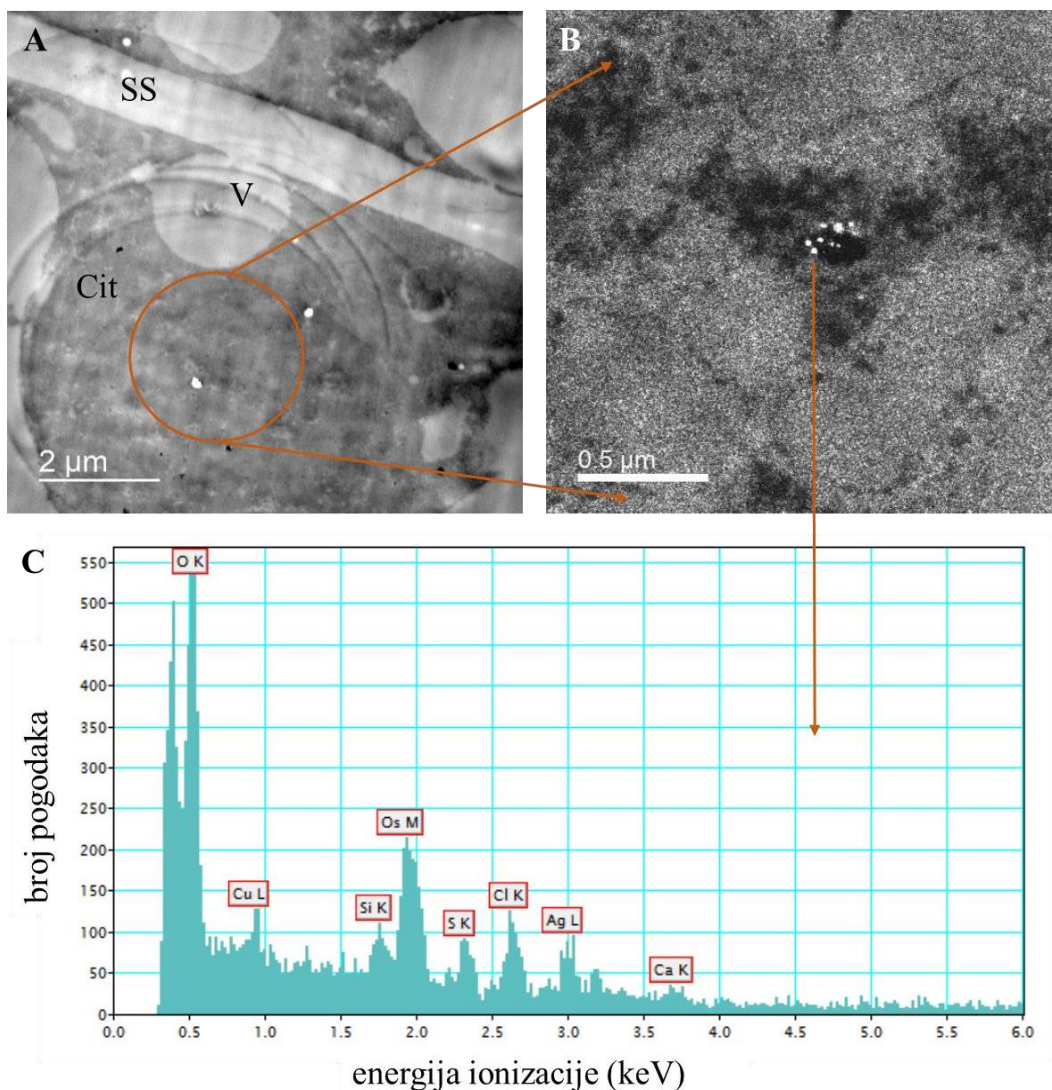 A
SS
V
Cit
2 µm
B
0.5 µm
C
broj pogodaka
550
500
450
400
350
300
250
200
150
100
50
0
O K
Cu L
Si K
Os M
S K
Cl K
Ag L
Ca K
0.0 0.5 1.0 1.5 2.0 2.5 3.0 3.5 4.0 4.5 5.0 5.5 6.0
energija ionizacije (keV)